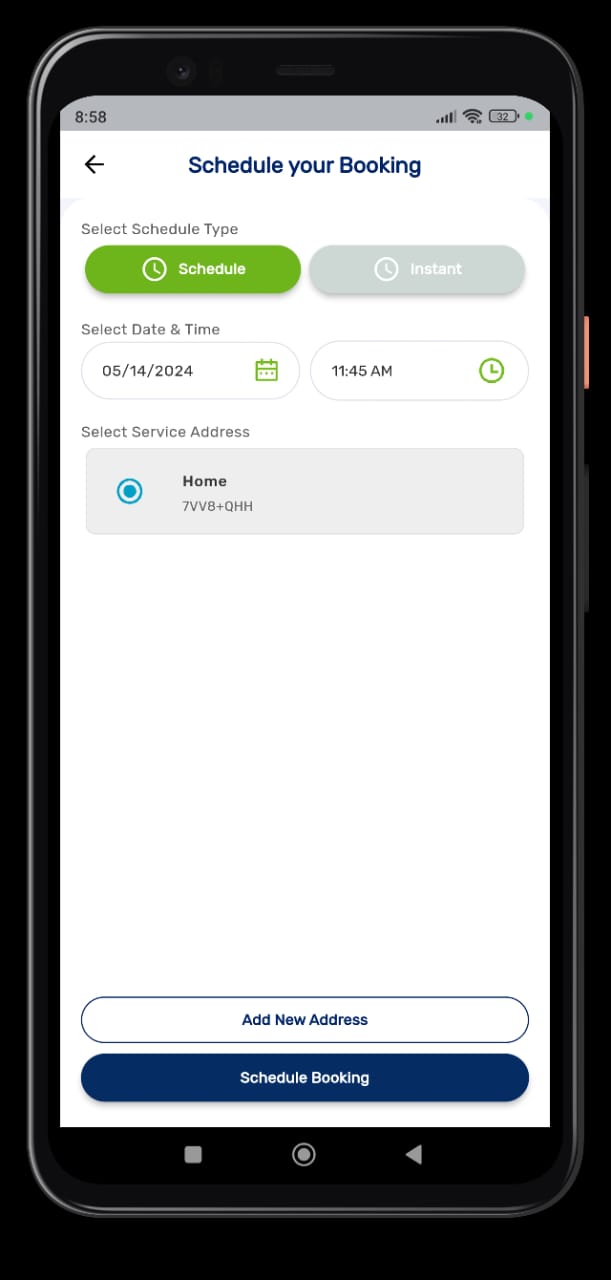 8:58
32
Schedule your Booking
Select Schedule Type
Schedule
Instant
Select Date & Time
05/14/2024
11:45 AM
Select Service Address
Home
7VV8+QHH
Add New Address
Schedule Booking